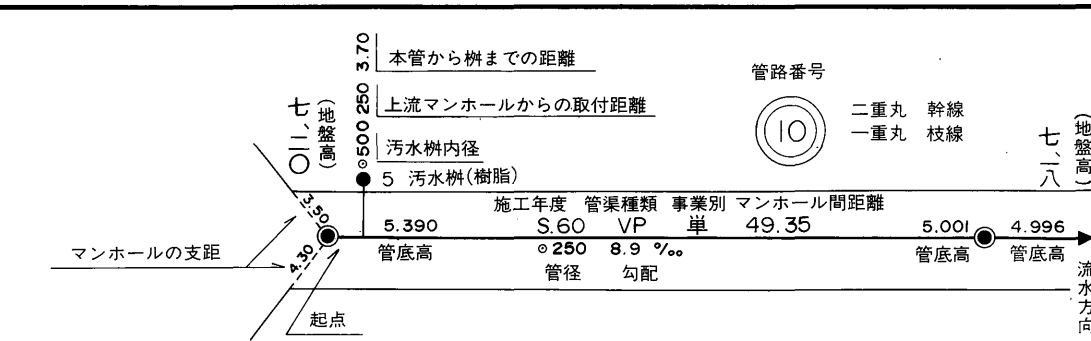 3.70
本管から桝までの距離
250
上流マンホールからの取付距離
⊙500
汚水桝内径
5 汚水桝(樹脂)
七、二〇
(地盤高)
管路番号
10
二重丸 幹線
一重丸 枝線
七、一八
(地盤高)
施工年度 管渠種類 事業別 マンホール間距離
5.390 S.60 VP 単 49.35 5.001 4.996
管底高 ⊙250 8.9 ‰ 管底高 管底高
管径 勾配
3.50
4.30
マンホールの支距
起点
流水方向